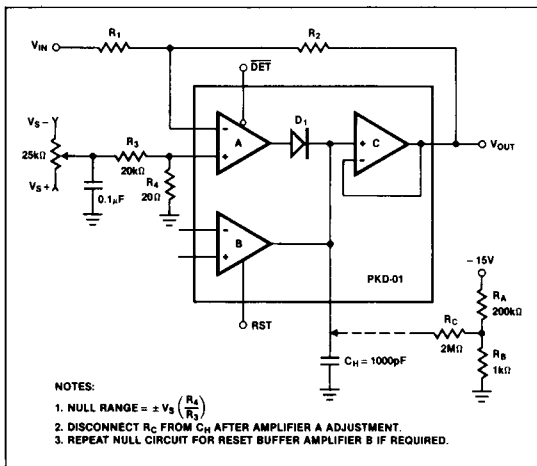 R1
R2
VIN
DET
VS−
A
D1
C
VOUT
25kΩ
R3
20kΩ
R4
20Ω
VS+
0.1μF
−15V
B
PKD-01
RA
200kΩ
RC
2MΩ
RB
1kΩ
RST
CH = 1000pF
NOTES:
1. NULL RANGE = ± VS (R4/R3)
2. DISCONNECT RC FROM CH AFTER AMPLIFIER A ADJUSTMENT.
3. REPEAT NULL CIRCUIT FOR RESET BUFFER AMPLIFIER B IF REQUIRED.